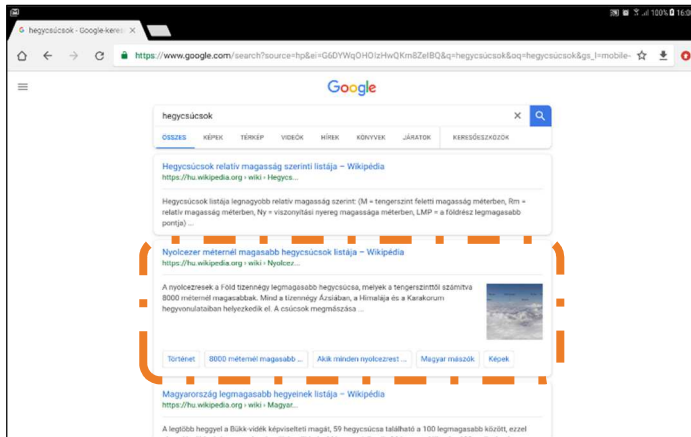 100% 16:0
hegycsúcsok - Google-keres
https://www.google.com/search?source=hp&ei=G6DYWqOHOIzHwQKm8ZeIBQ&q=hegycsúcsok&oq=hegycsúcsok&gs_l=mobile-
Google
hegycsúcsok
ÖSSZES KÉPEK TÉRKÉP VIDEÓK HÍREK KÖNYVEK JÁRATOK KERESŐESZKÖZÖK
Hegycsúcsok relatív magasság szerinti listája – Wikipédia
https://hu.wikipedia.org › wiki › Hegycs...
Hegycsúcsok listája legnagyobb relatív magasság szerint: (M = tengerszint feletti magasság méterben, Rm =
relatív magasság méterben, Ny = viszonyítási nyereg magassága méterben, LMP = a földrész legmagasabb
pontja) ...
Nyolcezer méternél magasabb hegycsúcsok listája – Wikipédia
https://hu.wikipedia.org › wiki › Nyolcez...
A nyolcezresek a Föld tizennégy legmagasabb hegycsúcsa, melyek a tengerszinttől számítva
8000 méternél magasabbak. Mind a tizennégy Ázsiában, a Himalája és a Karakorum
hegyvonulataiban helyezkedik el. A csúcsok megmászása ...
Történet 8000 méternél magasabb ... Akik minden nyolcezrest ... Magyar mászók Képek
Magyarország legmagasabb hegyeinek listája – Wikipédia
https://hu.wikipedia.org › wiki › Magyar...
A legtöbb heggyel a Bükk-vidék képviselteti magát, 59 hegycsúcsa található a 100 legmagasabb között, ezzel